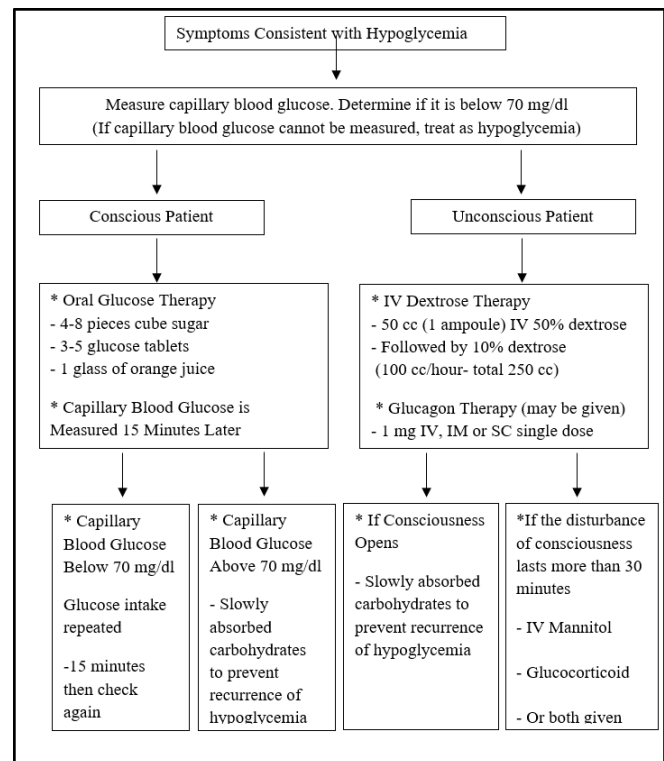 Symptoms Consistent with Hypoglycemia
Measure capillary blood glucose. Determine if it is below 70 mg/dl
(If capillary blood glucose cannot be measured, treat as hypoglycemia)
Conscious Patient
Unconscious Patient
* Oral Glucose Therapy
- 4-8 pieces cube sugar
- 3-5 glucose tablets
- 1 glass of orange juice
* Capillary Blood Glucose is
Measured 15 Minutes Later
* IV Dextrose Therapy
- 50 cc (1 ampoule) IV 50% dextrose
- Followed by 10% dextrose
(100 cc/hour- total 250 cc)
* Glucagon Therapy (may be given)
- 1 mg IV, IM or SC single dose
* Capillary
Blood Glucose
Below 70 mg/dl
Glucose intake
repeated
-15 minutes
then check
again
* Capillary
Blood Glucose
Above 70 mg/dl
- Slowly
absorbed
carbohydrates
to prevent
recurrence of
hypoglycemia
* If Consciousness
Opens
- Slowly absorbed
carbohydrates to
prevent recurrence
of hypoglycemia
*If the disturbance
of consciousness
lasts more than 30
minutes
- IV Mannitol
- Glucocorticoid
- Or both given